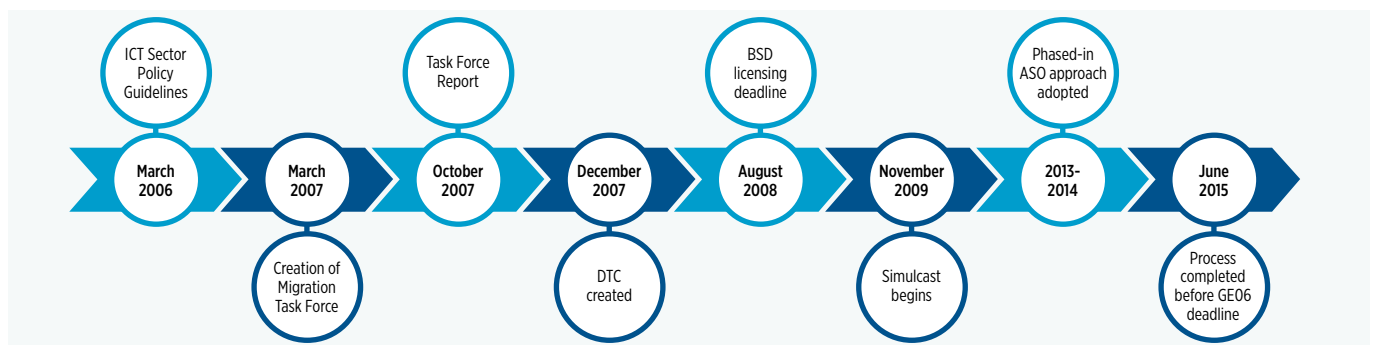 ICT Sector
Policy
Guidelines
March
2006
March
2007
Creation of
Migration
Task Force
Task Force
Report
October
2007
December
2007
DTC
created
BSD
licensing
deadline
August
2008
November
2009
Simulcast
begins
Phased-in
ASO approach
adopted
2013-
2014
June
2015
Process
completed
before GE06
deadline